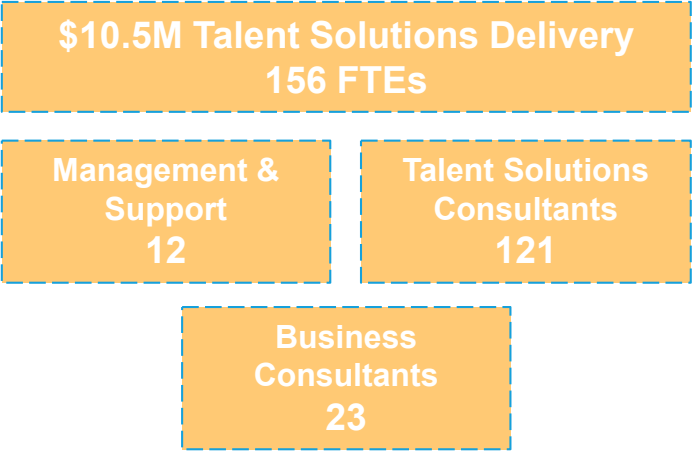 $10.5M Talent Solutions Delivery
156 FTEs
Management &
Support
12
Talent Solutions
Consultants
121
Business
Consultants
23